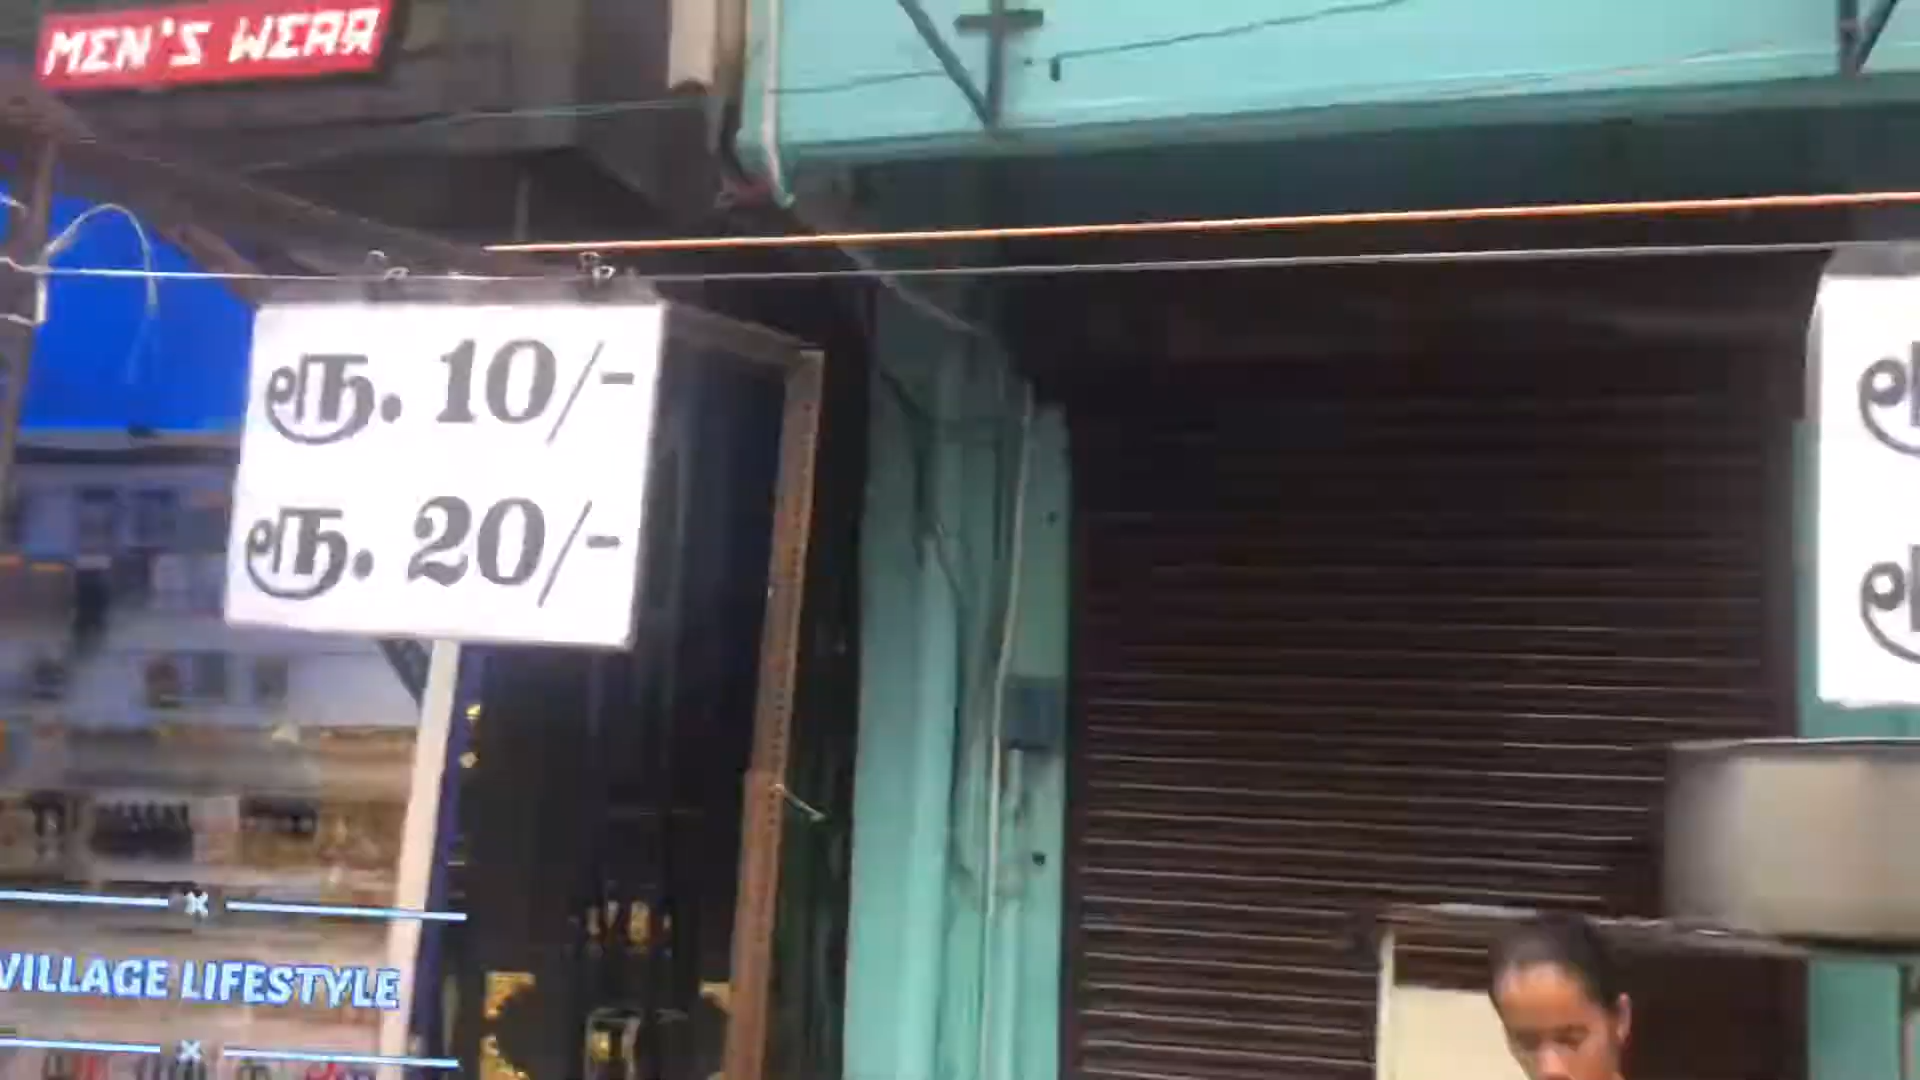 MEN'S WEAR
ரூ. 10/-
ரூ. 20/-
VILLAGE LIFESTYLE